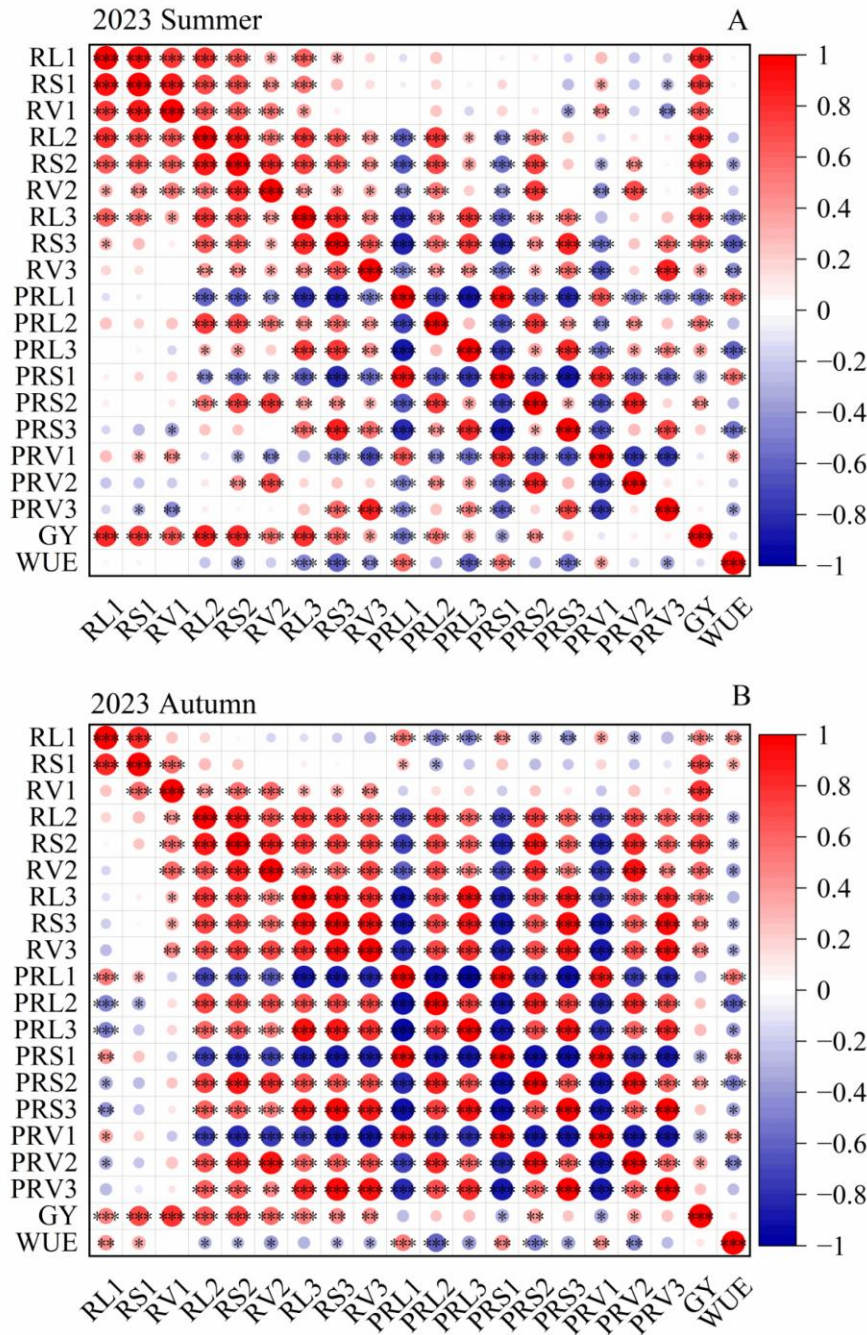 2023 Summer
A
RL1
RS1
RV1
RL2
RS2
RV2
RL3
RS3
RV3
PRL1
PRL2
PRL3
PRS1
PRS2
PRS3
PRV1
PRV2
PRV3
GY
WUE
1
0.8
0.6
0.4
0.2
0
−0.2
−0.4
−0.6
−0.8
−1
RL1 RS1 RV1 RL2 RS2 RV2 RL3 RS3 RV3 PRL1 PRL2 PRL3 PRS1 PRS2 PRS3 PRV1 PRV2 PRV3 GY WUE
2023 Autumn
B
RL1
RS1
RV1
RL2
RS2
RV2
RL3
RS3
RV3
PRL1
PRL2
PRL3
PRS1
PRS2
PRS3
PRV1
PRV2
PRV3
GY
WUE
1
0.8
0.6
0.4
0.2
0
−0.2
−0.4
−0.6
−0.8
−1
RL1 RS1 RV1 RL2 RS2 RV2 RL3 RS3 RV3 PRL1 PRL2 PRL3 PRS1 PRS2 PRS3 PRV1 PRV2 PRV3 GY WUE